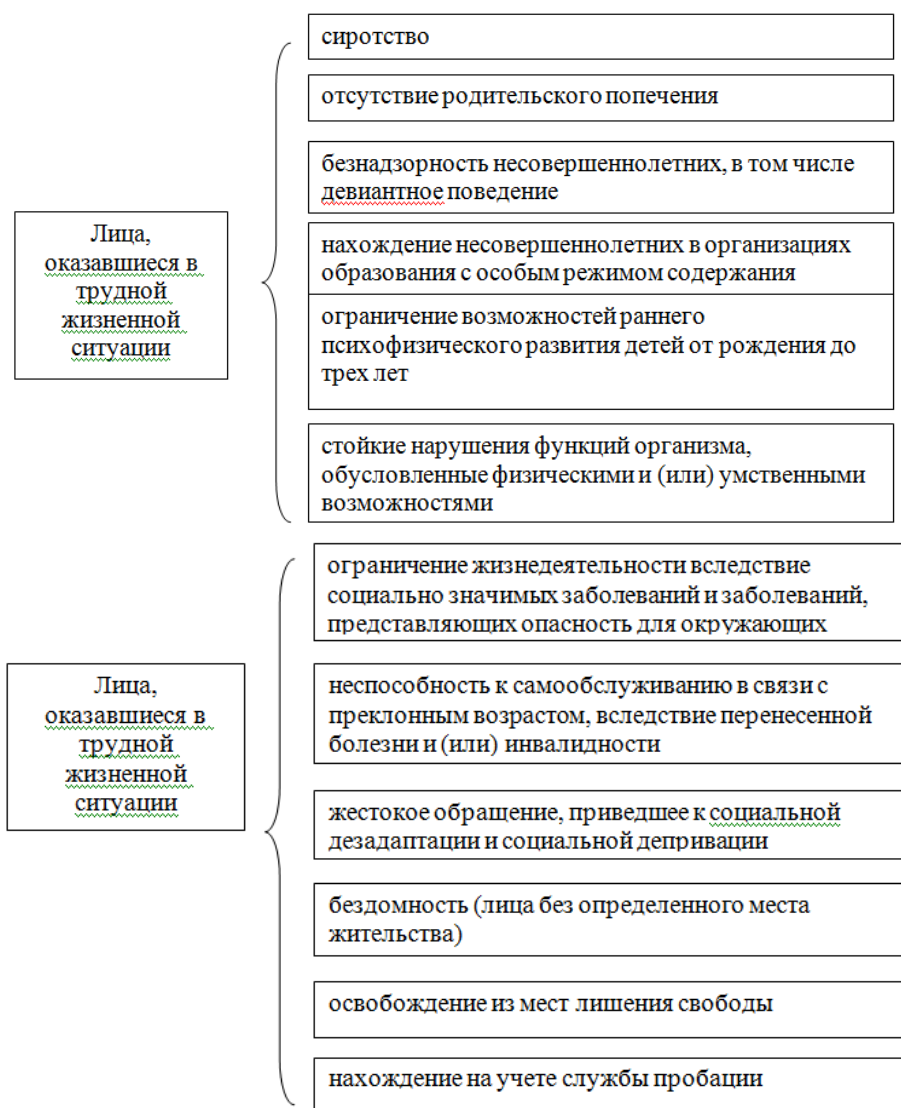 сиротство
отсутствие родительского попечения
безнадзорность несовершеннолетних, в том числе
девиантное поведение
Лица,
оказавшиеся в
трудной
жизненной
ситуации
нахождение несовершеннолетних в организациях
образования с особым режимом содержания
ограничение возможностей раннего
психофизического развития детей от рождения до
трех лет
стойкие нарушения функций организма,
обусловленные физическими и (или) умственными
возможностями
ограничение жизнедеятельности вследствие
социально значимых заболеваний и заболеваний,
представляющих опасность для окружающих
Лица,
оказавшиеся в
трудной
жизненной
ситуации
неспособность к самообслуживанию в связи с
преклонным возрастом, вследствие перенесенной
болезни и (или) инвалидности
жестокое обращение, приведшее к социальной
дезадаптации и социальной депривации
бездомность (лица без определенного места
жительства)
освобождение из мест лишения свободы
нахождение на учете службы пробации